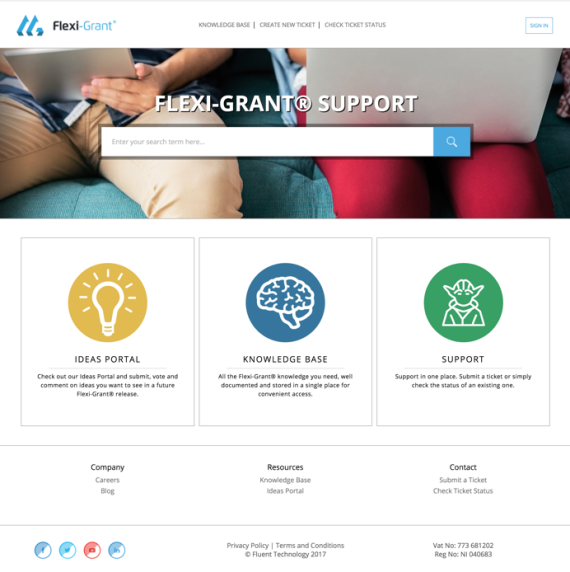 Flexi-Grant®
KNOWLEDGE BASE | CREATE NEW TICKET | CHECK TICKET STATUS
SIGN IN
FLEXI-GRANT® SUPPORT
Enter your search term here...
IDEAS PORTAL
Check out our Ideas Portal and submit, vote and
comment on ideas you want to see in a future
Flexi-Grant® release.
KNOWLEDGE BASE
All the Flexi-Grant® knowledge you need, well
documented and stored in a single place for
convenient access.
SUPPORT
Support in one place. Submit a ticket or simply
check the status of an existing one.
Company
Careers
Blog
Resources
Knowledge Base
Ideas Portal
Contact
Submit a Ticket
Check Ticket Status
Privacy Policy | Terms and Conditions
© Fluent Technology 2017
Vat No: 773 681202
Reg No: NI 040683